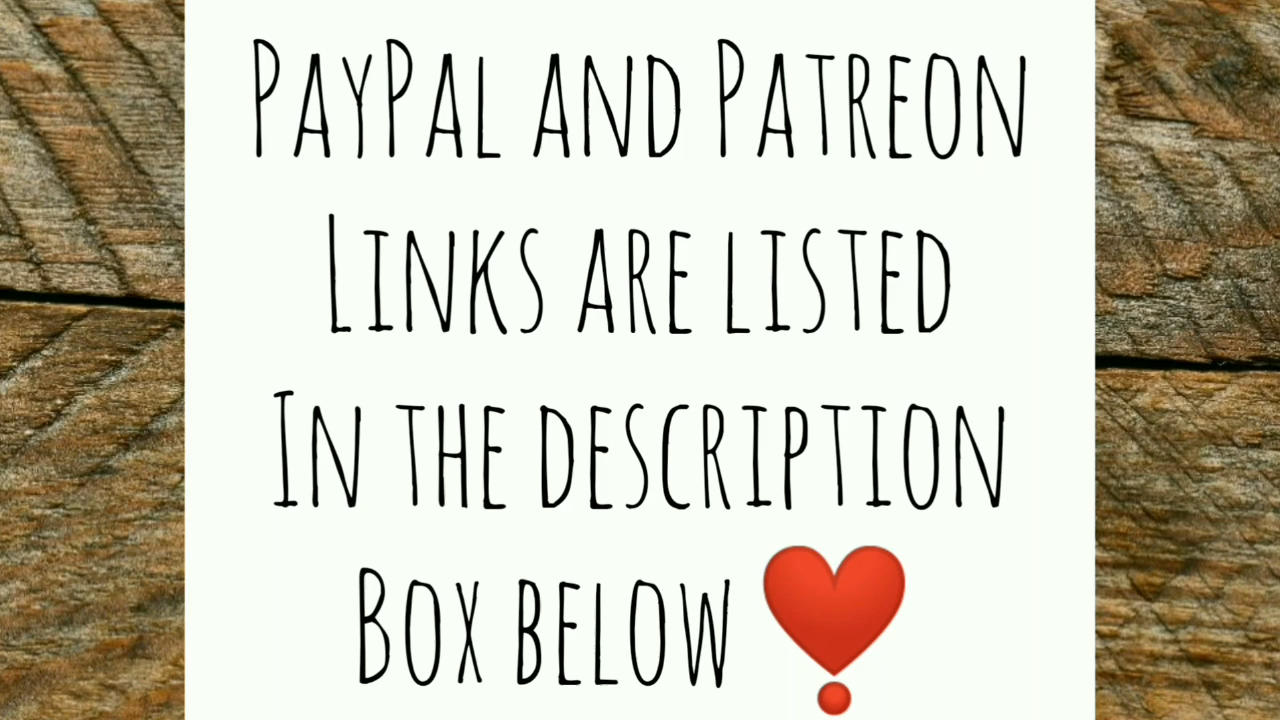 PayPal and Patreon
Links are listed
In the description
Box below ❣